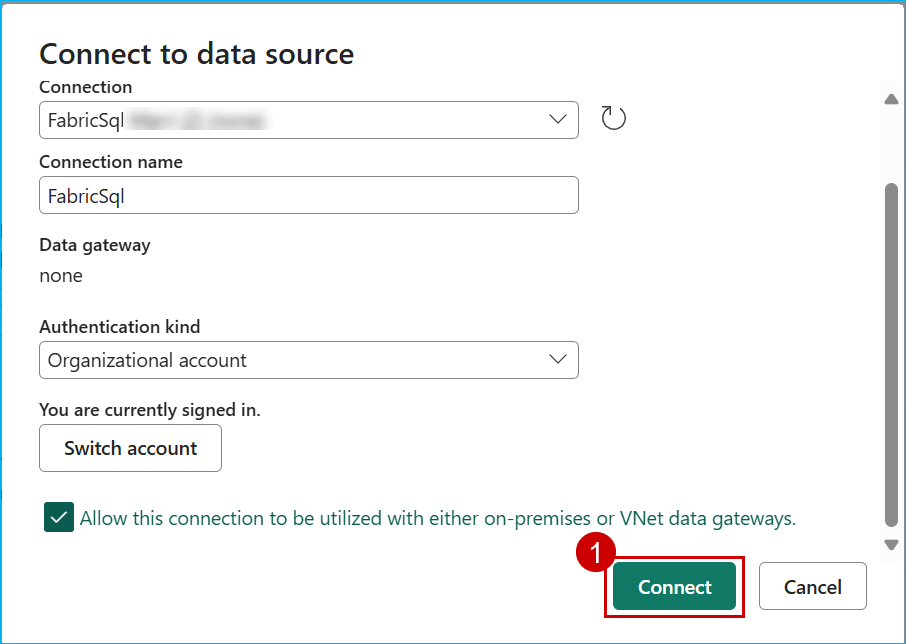 Connect to data source
Connection
FabricSql
Connection name
FabricSql
Data gateway
none
Authentication kind
Organizational account
You are currently signed in.
Switch account
Allow this connection to be utilized with either on-premises or VNet data gateways.
1
Connect Cancel